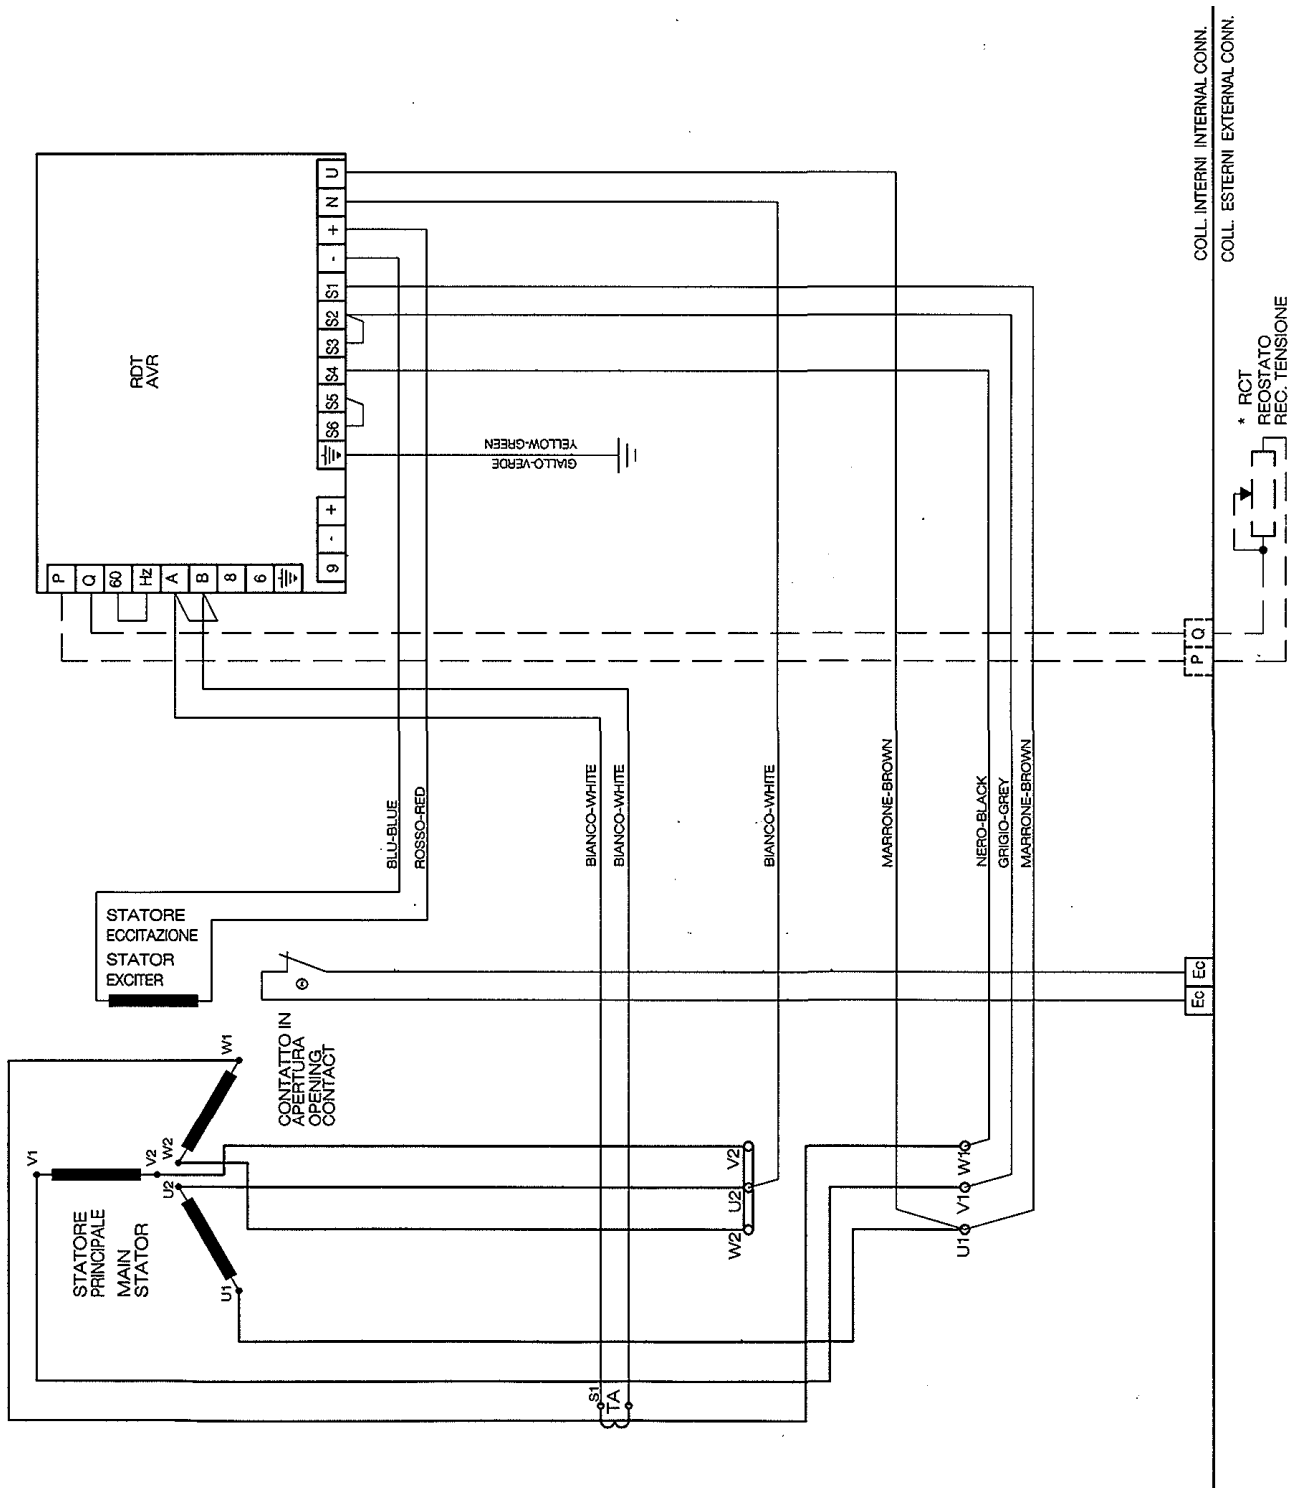 COLL. INTERNI INTERNAL CONN.
COLL. ESTERNI EXTERNAL CONN.
RDT
AVR
U
N
+
-
S1
S2
S3
S4
S5
S6
+
-
9
P
Q
60
Hz
A
B
8
6
GIALLO-VERDE
YELLOW-GREEN
* RCT
REOSTATO
REC. TENSIONE
Q
P
BLU-BLUE
ROSSO-RED
BIANCO-WHITE
BIANCO-WHITE
BIANCO-WHITE
MARRONE-BROWN
NERO-BLACK
GRIGIO-GREY
MARRONE-BROWN
STATORE
ECCITAZIONE
STATOR
EXCITER
Ec
Ec
CONTATTO IN
APERTURA
OPENING
CONTACT
W1
V1
V2
W2
U2
U1
STATORE
PRINCIPALE
MAIN
STATOR
V2
U2
W2
W1
V1
U1
S1
TA